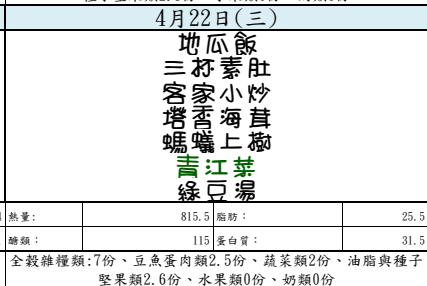 4月22日(三)
地瓜飯
三杯素肚
客家小炒
塔香海茸
螞蟻上樹
青江菜
綠豆湯
熱量: 815.5 脂肪: 25.5
醣類: 115 蛋白質: 31.5
全穀雜糧類:7份、豆魚蛋肉類2.5份、蔬菜類2份、油脂與種子
堅果類2.6份、水果類0份、奶類0份